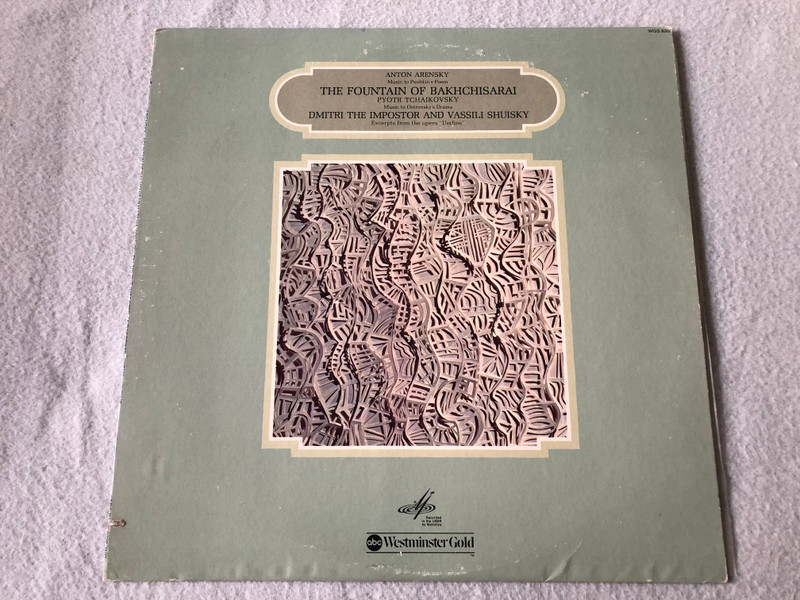 ANTON ARENSKY
Music to Pushkin's Poem
THE FOUNTAIN OF BAKHCHISARAI
PYOTR TCHAIKOVSKY
Music to Ostrovsky's Drama
DMITRI THE IMPOSTOR AND VASSILI SHUISKY
Excerpts from the opera "Undine"
Recorded
in the USSR
by Melodiya
abc Westminster Gold